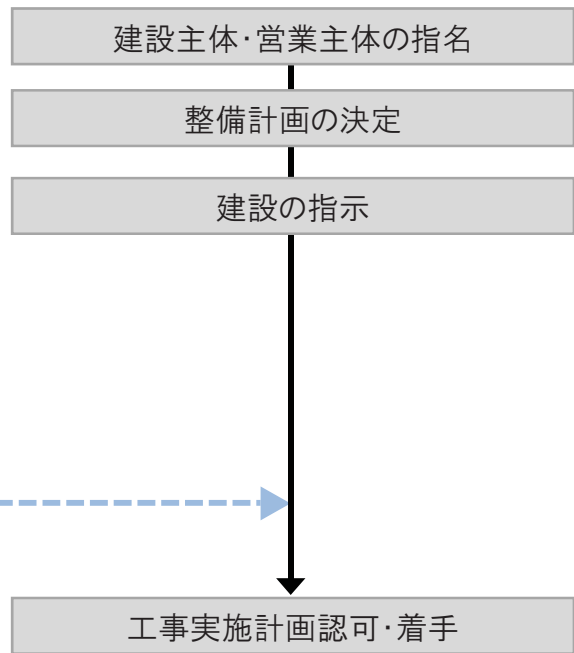 建設主体・営業主体の指名
整備計画の決定
建設の指示
工事実施計画認可・着手